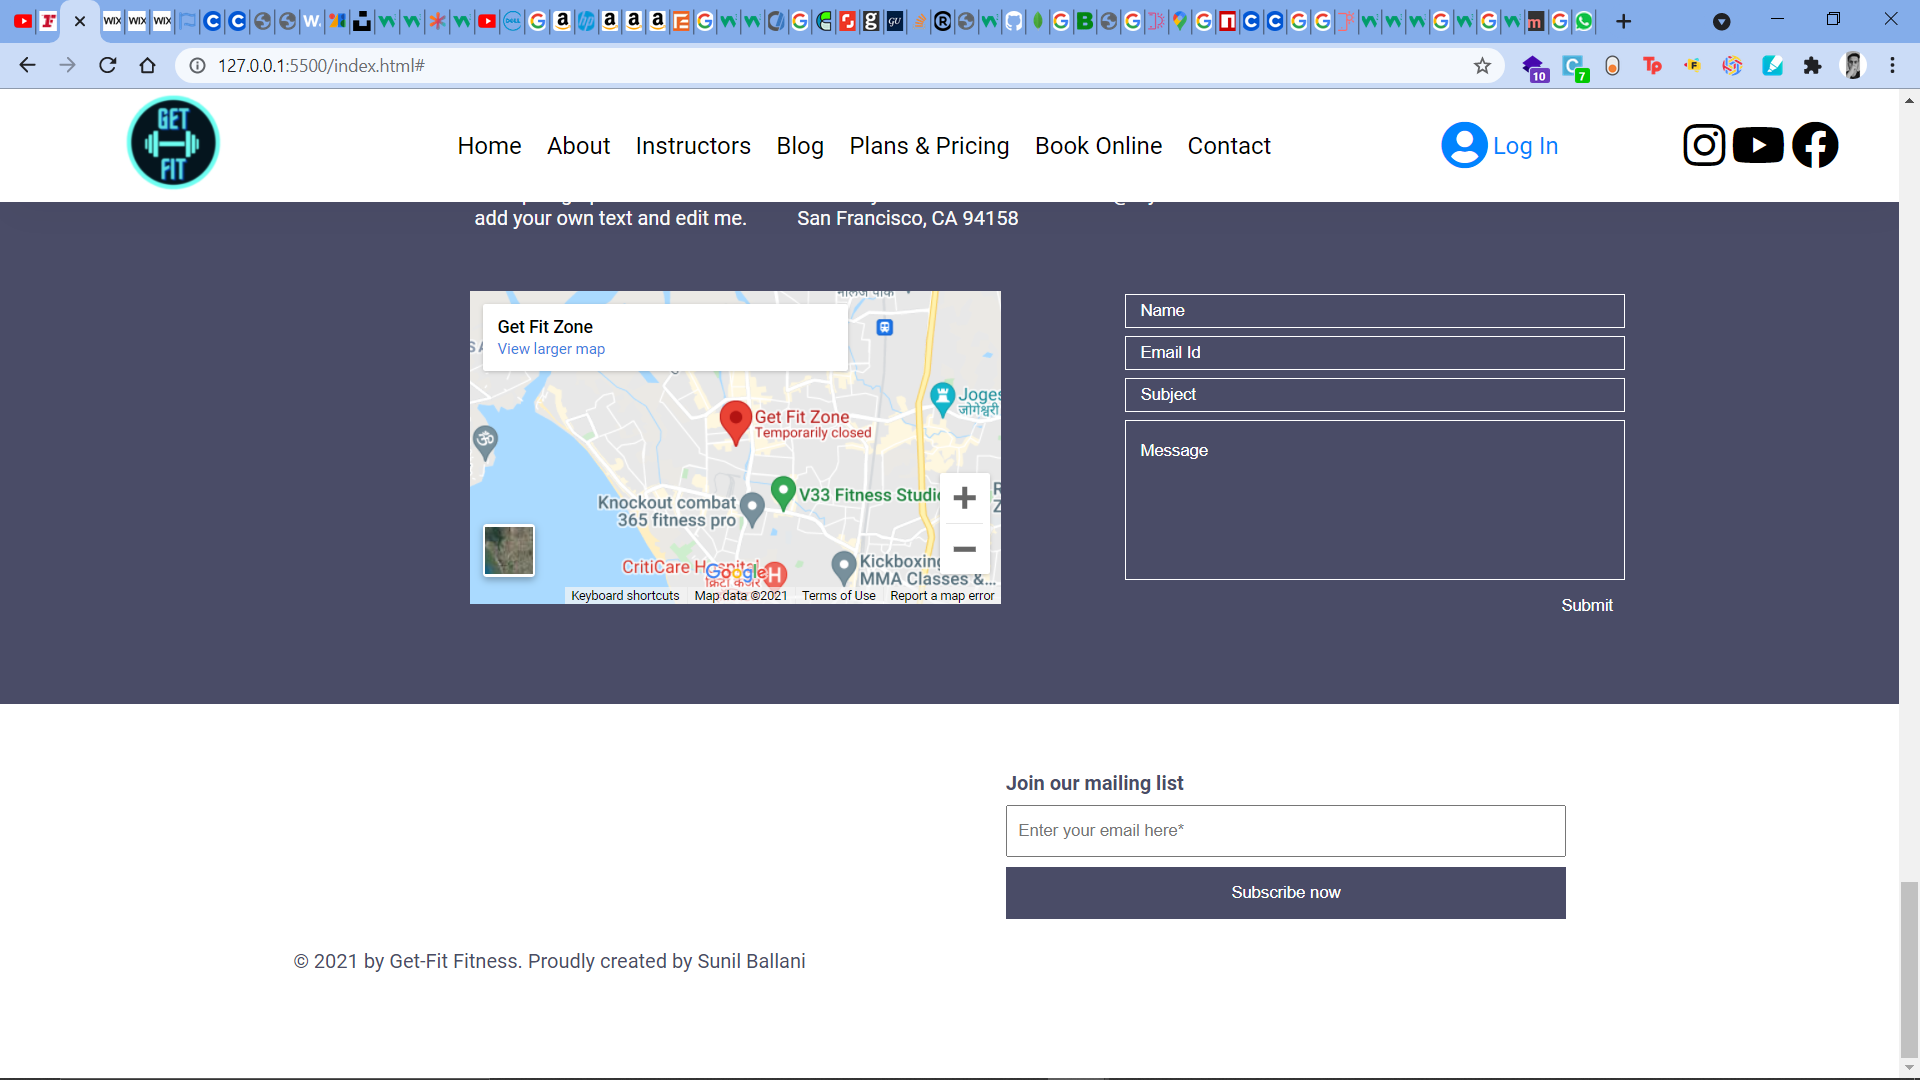 127.0.0.1:5500/index.html#
10
7
GET
FIT
Home About Instructors Blog Plans & Pricing Book Online Contact
Log In
add your own text and edit me.
San Francisco, CA 94158
Get Fit Zone
View larger map
Get Fit Zone
Temporarily closed
Joges
जोगेश्वरी
V33 Fitness Studio
Knockout combat
365 fitness pro
CritiCare Hospital
Google
Kickboxing
MMA Classes &...
Keyboard shortcuts Map data ©2021 Terms of Use Report a map error
Name
Email Id
Subject
Message
Submit
Join our mailing list
Enter your email here*
Subscribe now
© 2021 by Get-Fit Fitness. Proudly created by Sunil Ballani